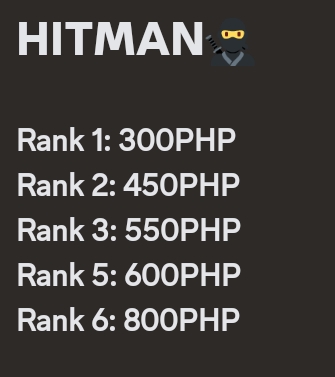 HITMAN🥷
Rank 1: 300PHP
Rank 2: 450PHP
Rank 3: 550PHP
Rank 5: 600PHP
Rank 6: 800PHP